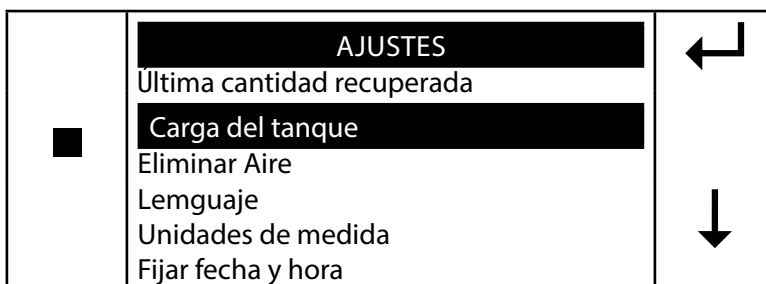 AJUSTES
Última cantidad recuperada
Carga del tanque
Eliminar Aire
Lemguaje
Unidades de medida
Fijar fecha y hora